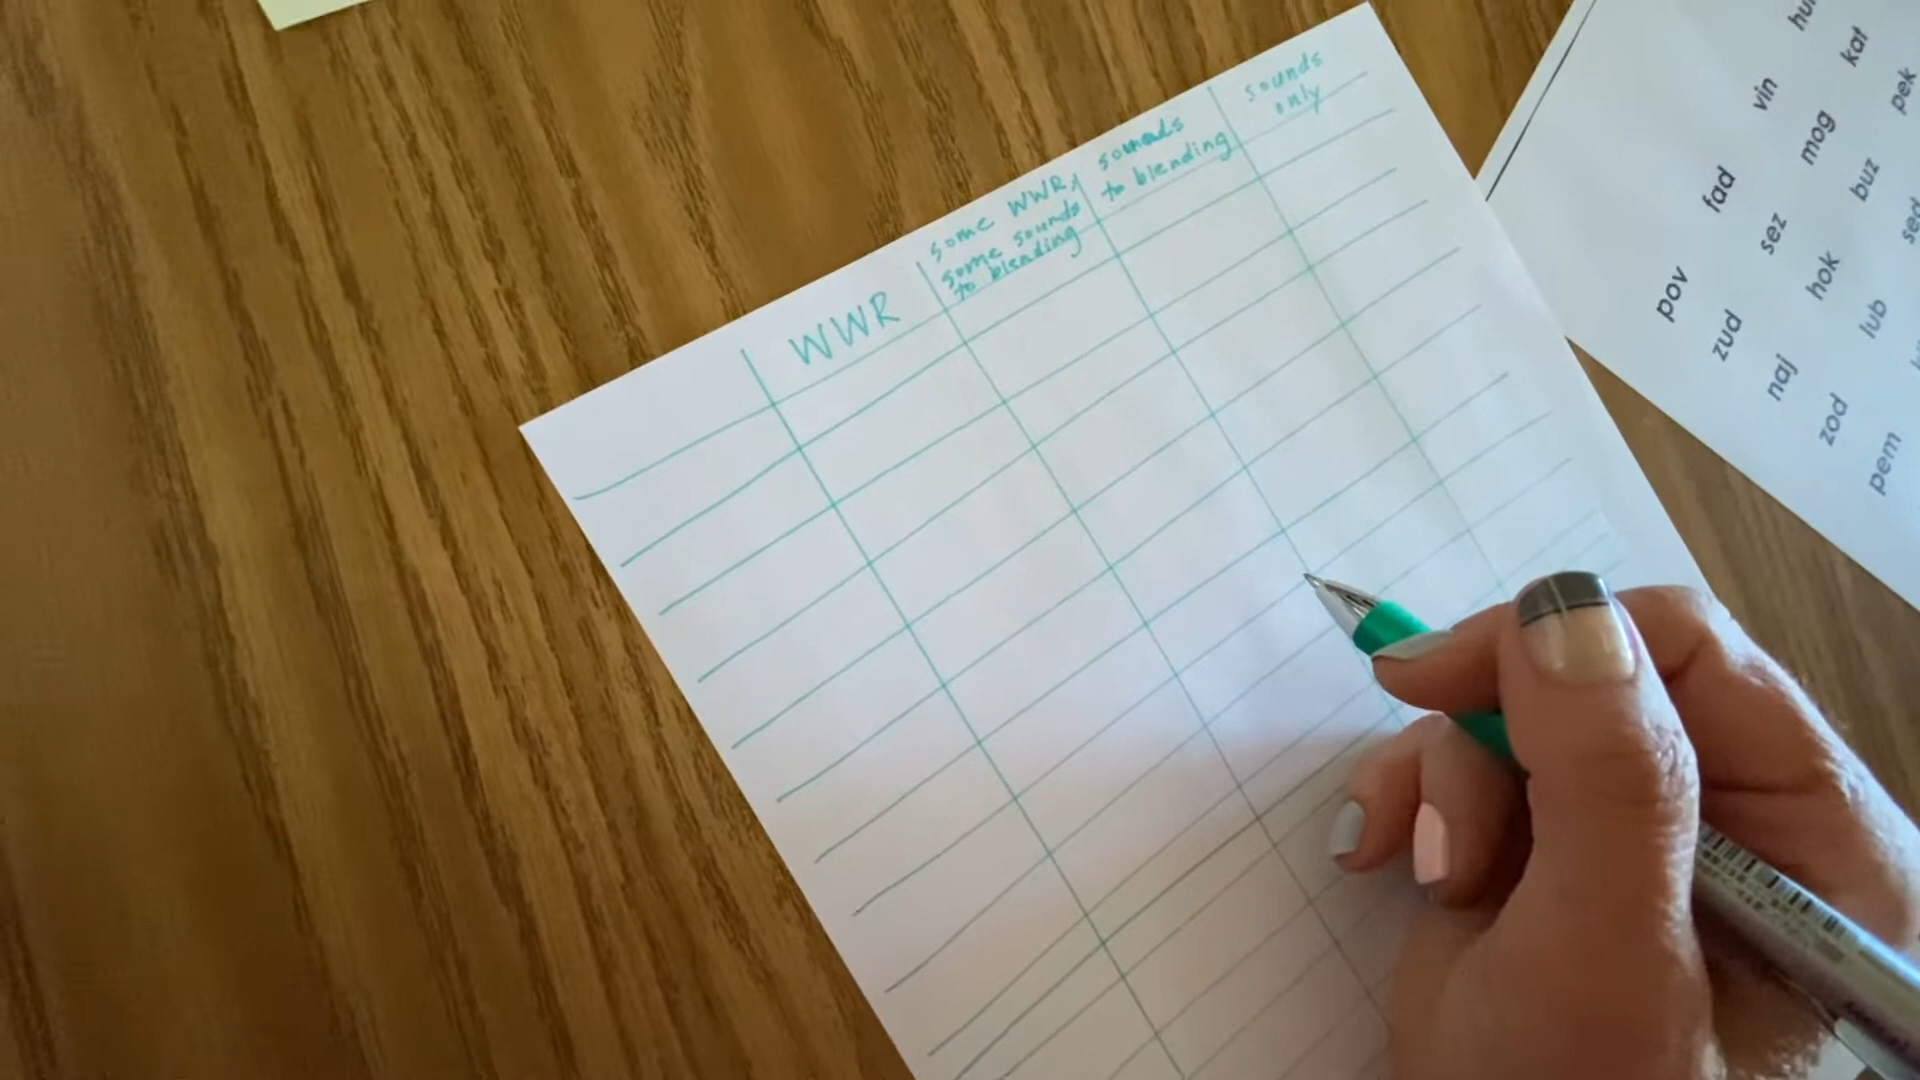 WWR
some WWR/
some sounds
to blending
sounds
to blending
sounds
only
pov fad vin
zud sez mog kat
naj hok buz pek
zod lub
pem